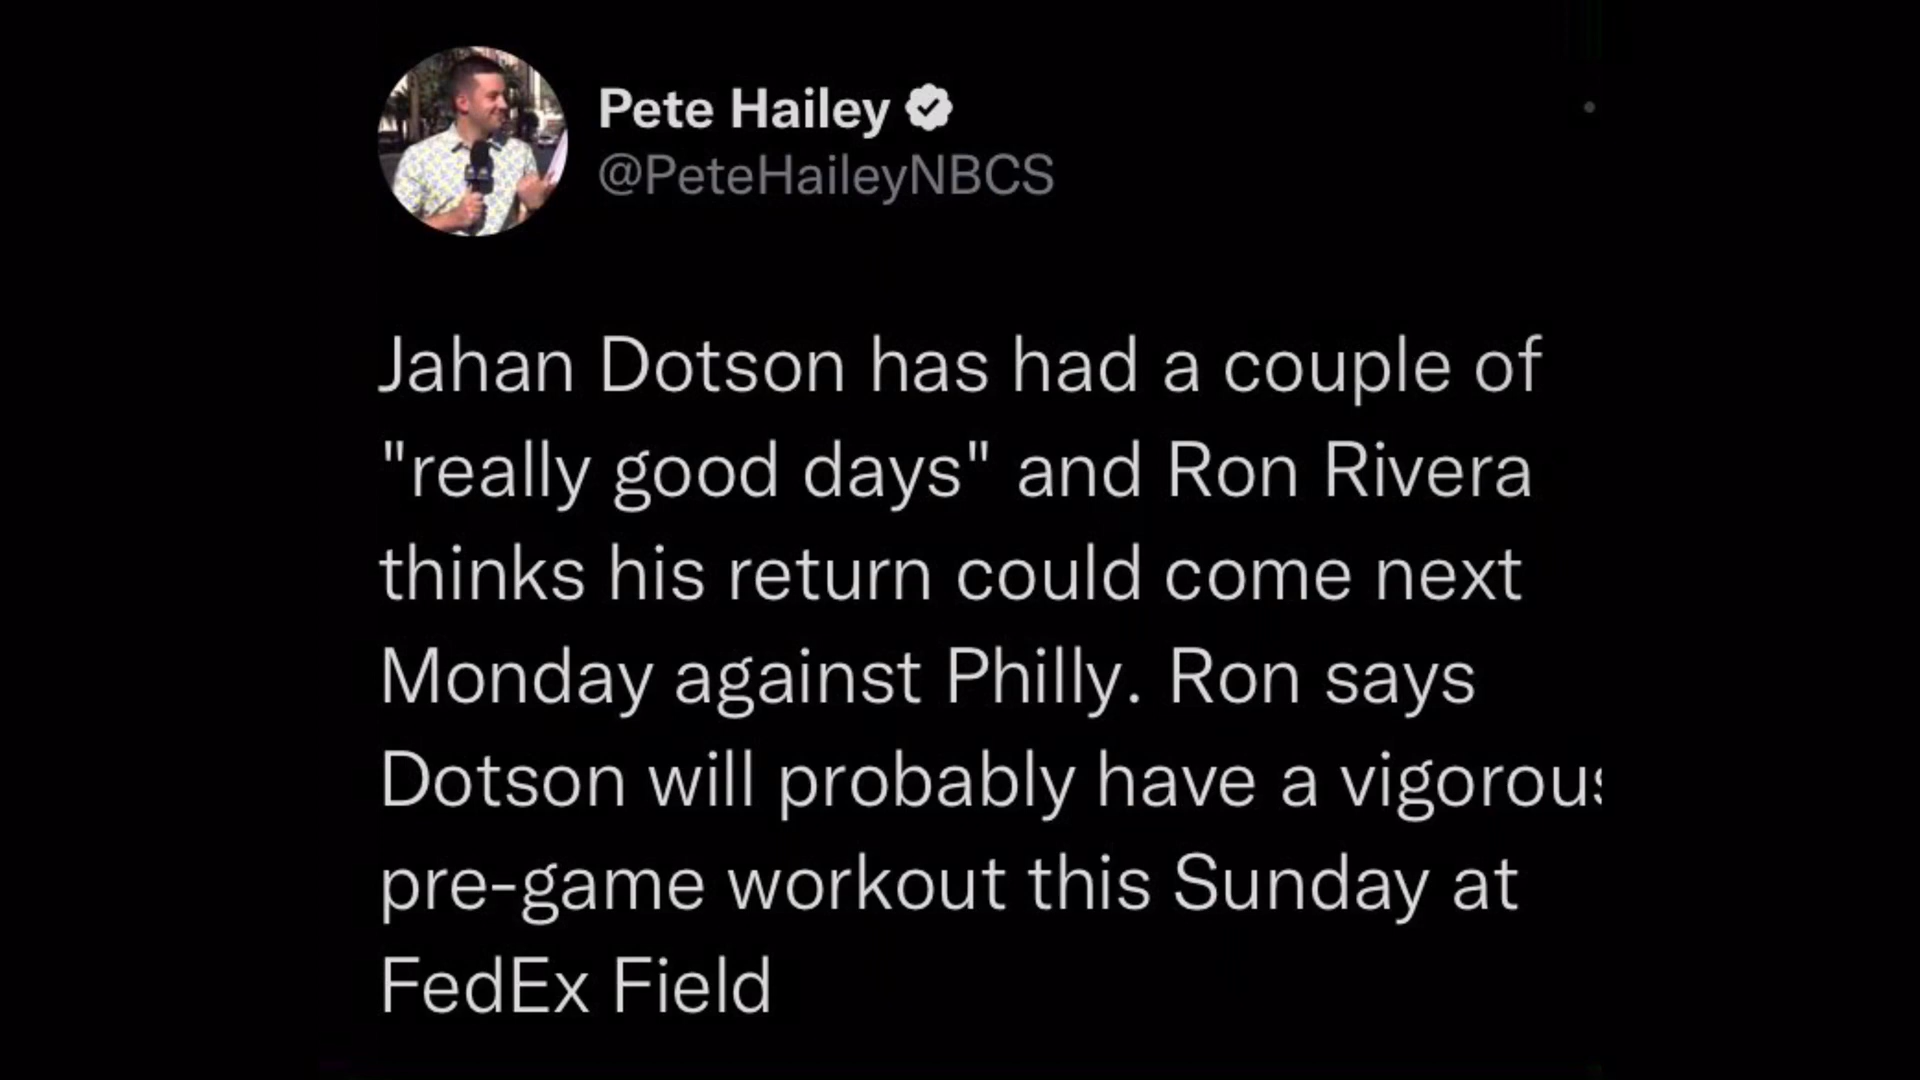 Pete Hailey
@PeteHaileyNBCS
Jahan Dotson has had a couple of
"really good days" and Ron Rivera
thinks his return could come next
Monday against Philly. Ron says
Dotson will probably have a vigorous
pre-game workout this Sunday at
FedEx Field